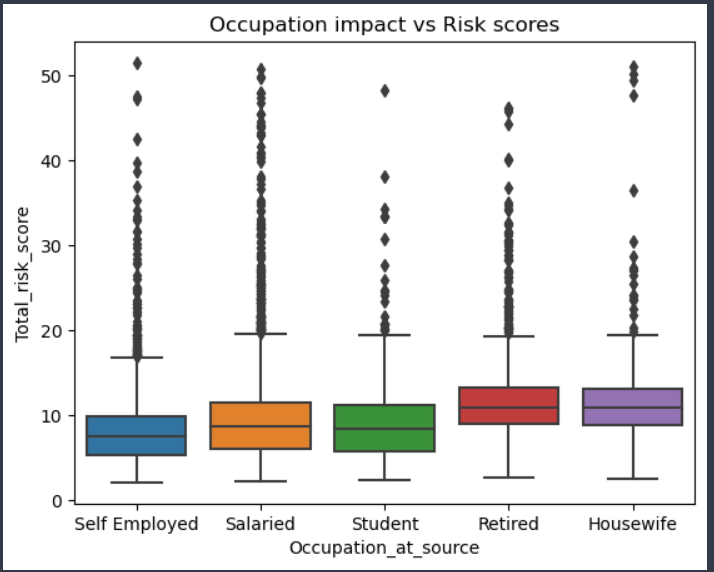 Occupation impact vs Risk scores
50
40
30
20
10
0
Total_risk_score
Self Employed Salaried Student Retired Housewife
Occupation_at_source